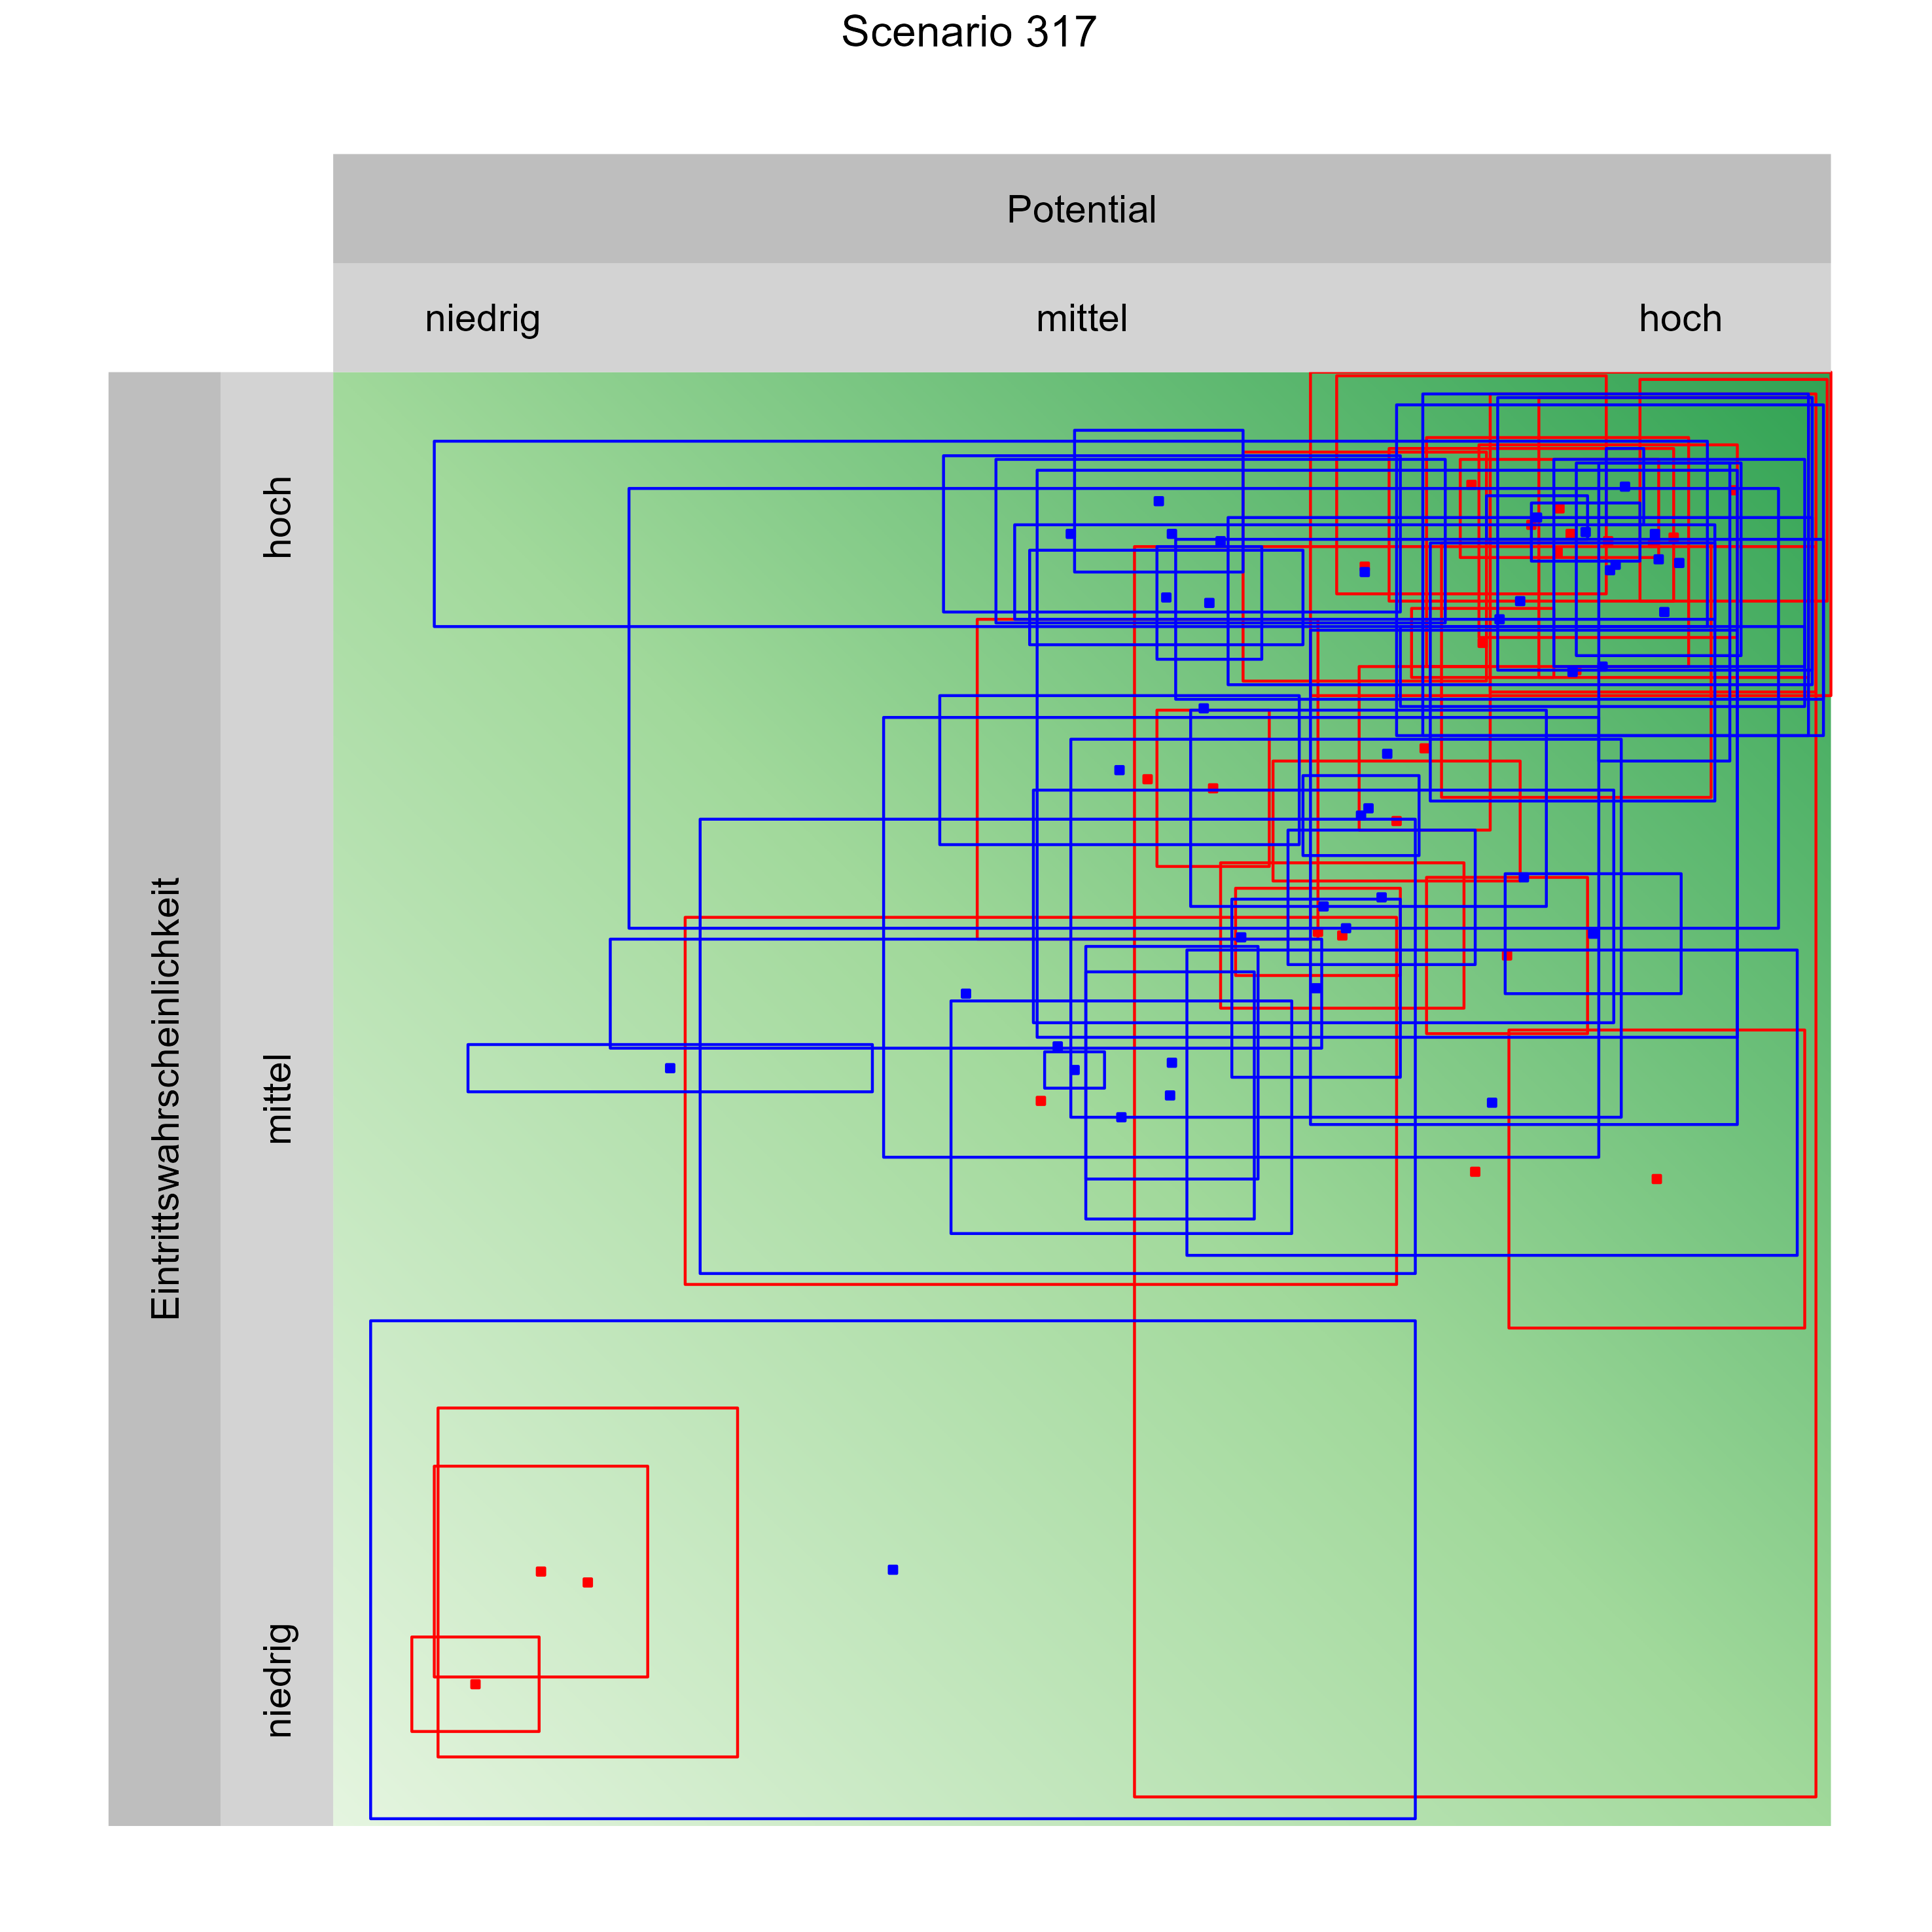 Scenario 317
Potential
niedrig
mittel
hoch
Eintrittswahrscheinlichkeit
hoch
mittel
niedrig